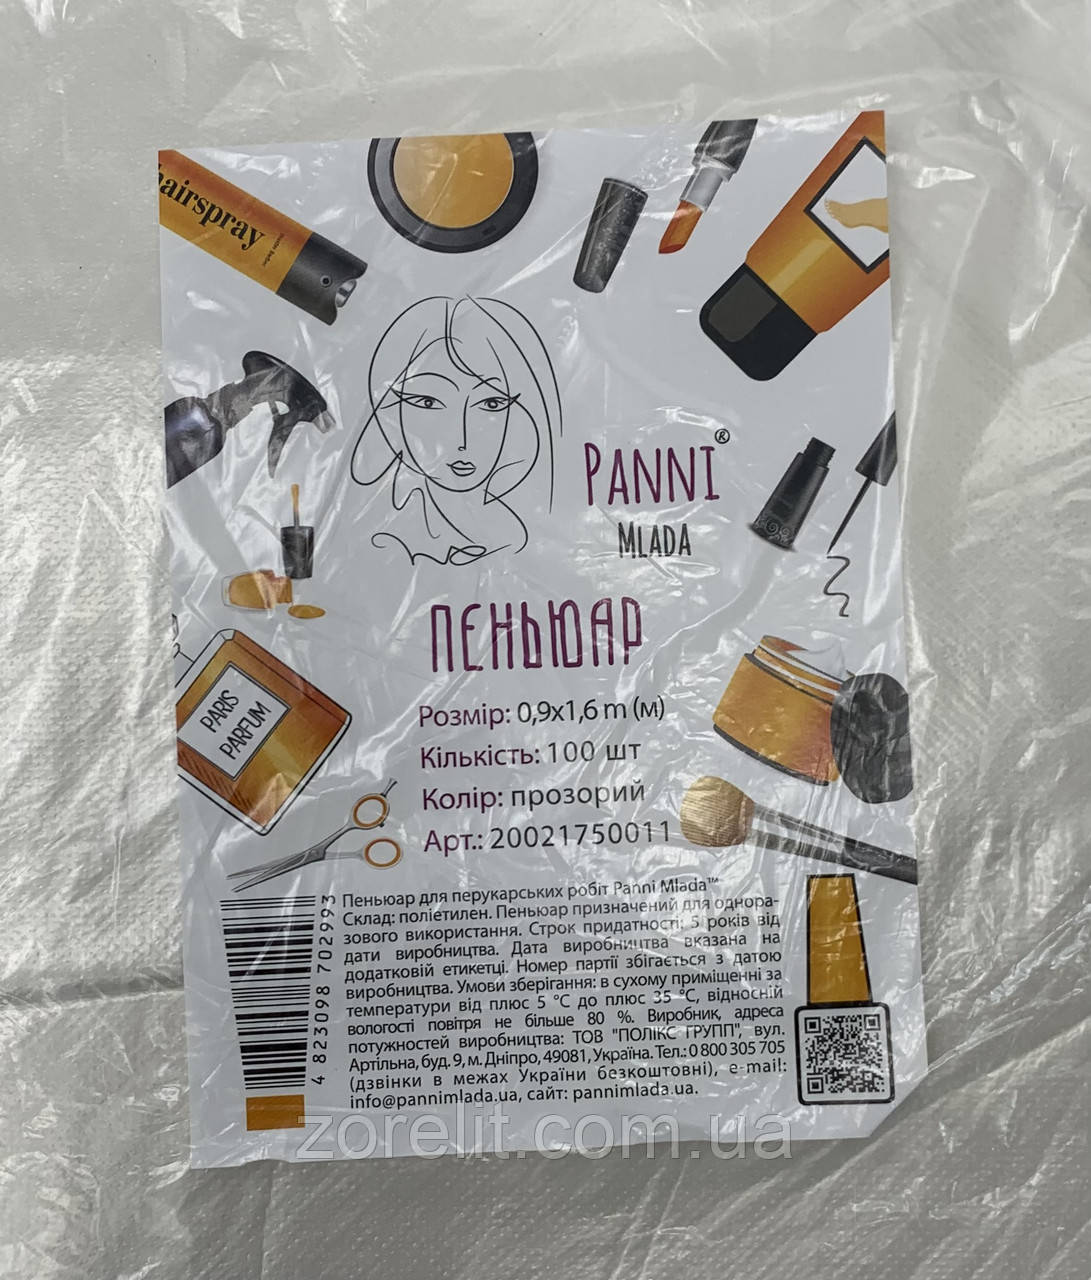 hairspray
PANNI®
MLADA
ПЕНЬЮАР
PARIS
PARFUM
Розмір: 0,9x1,6 m (м)
Кількість: 100 шт
Колір: прозорий
Арт.: 20021750011
Пеньюар для перукарських робіт Panni Mlada™
Склад: поліетилен. Пеньюар призначений для однора-
зового використання. Строк придатності: 5 років від
дати виробництва. Дата виробництва вказана на
додатковій етикетці. Номер партії збігається з датою
виробництва. Умови зберігання: в сухому приміщенні за
температури від плюс 5 °C до плюс 35 °C, відносній
вологості повітря не більше 80 %. Виробник, адреса
потужностей виробництва: ТОВ "ПОЛІКС ГРУПП", вул.
Артільна, буд. 9, м. Дніпро, 49081, Україна. Тел.: 0 800 305 705
(дзвінки в межах України безкоштовні), e-mail:
info@pannimlada.ua, сайт: pannimlada.ua.
4 823098 702993
zorelit.com.ua